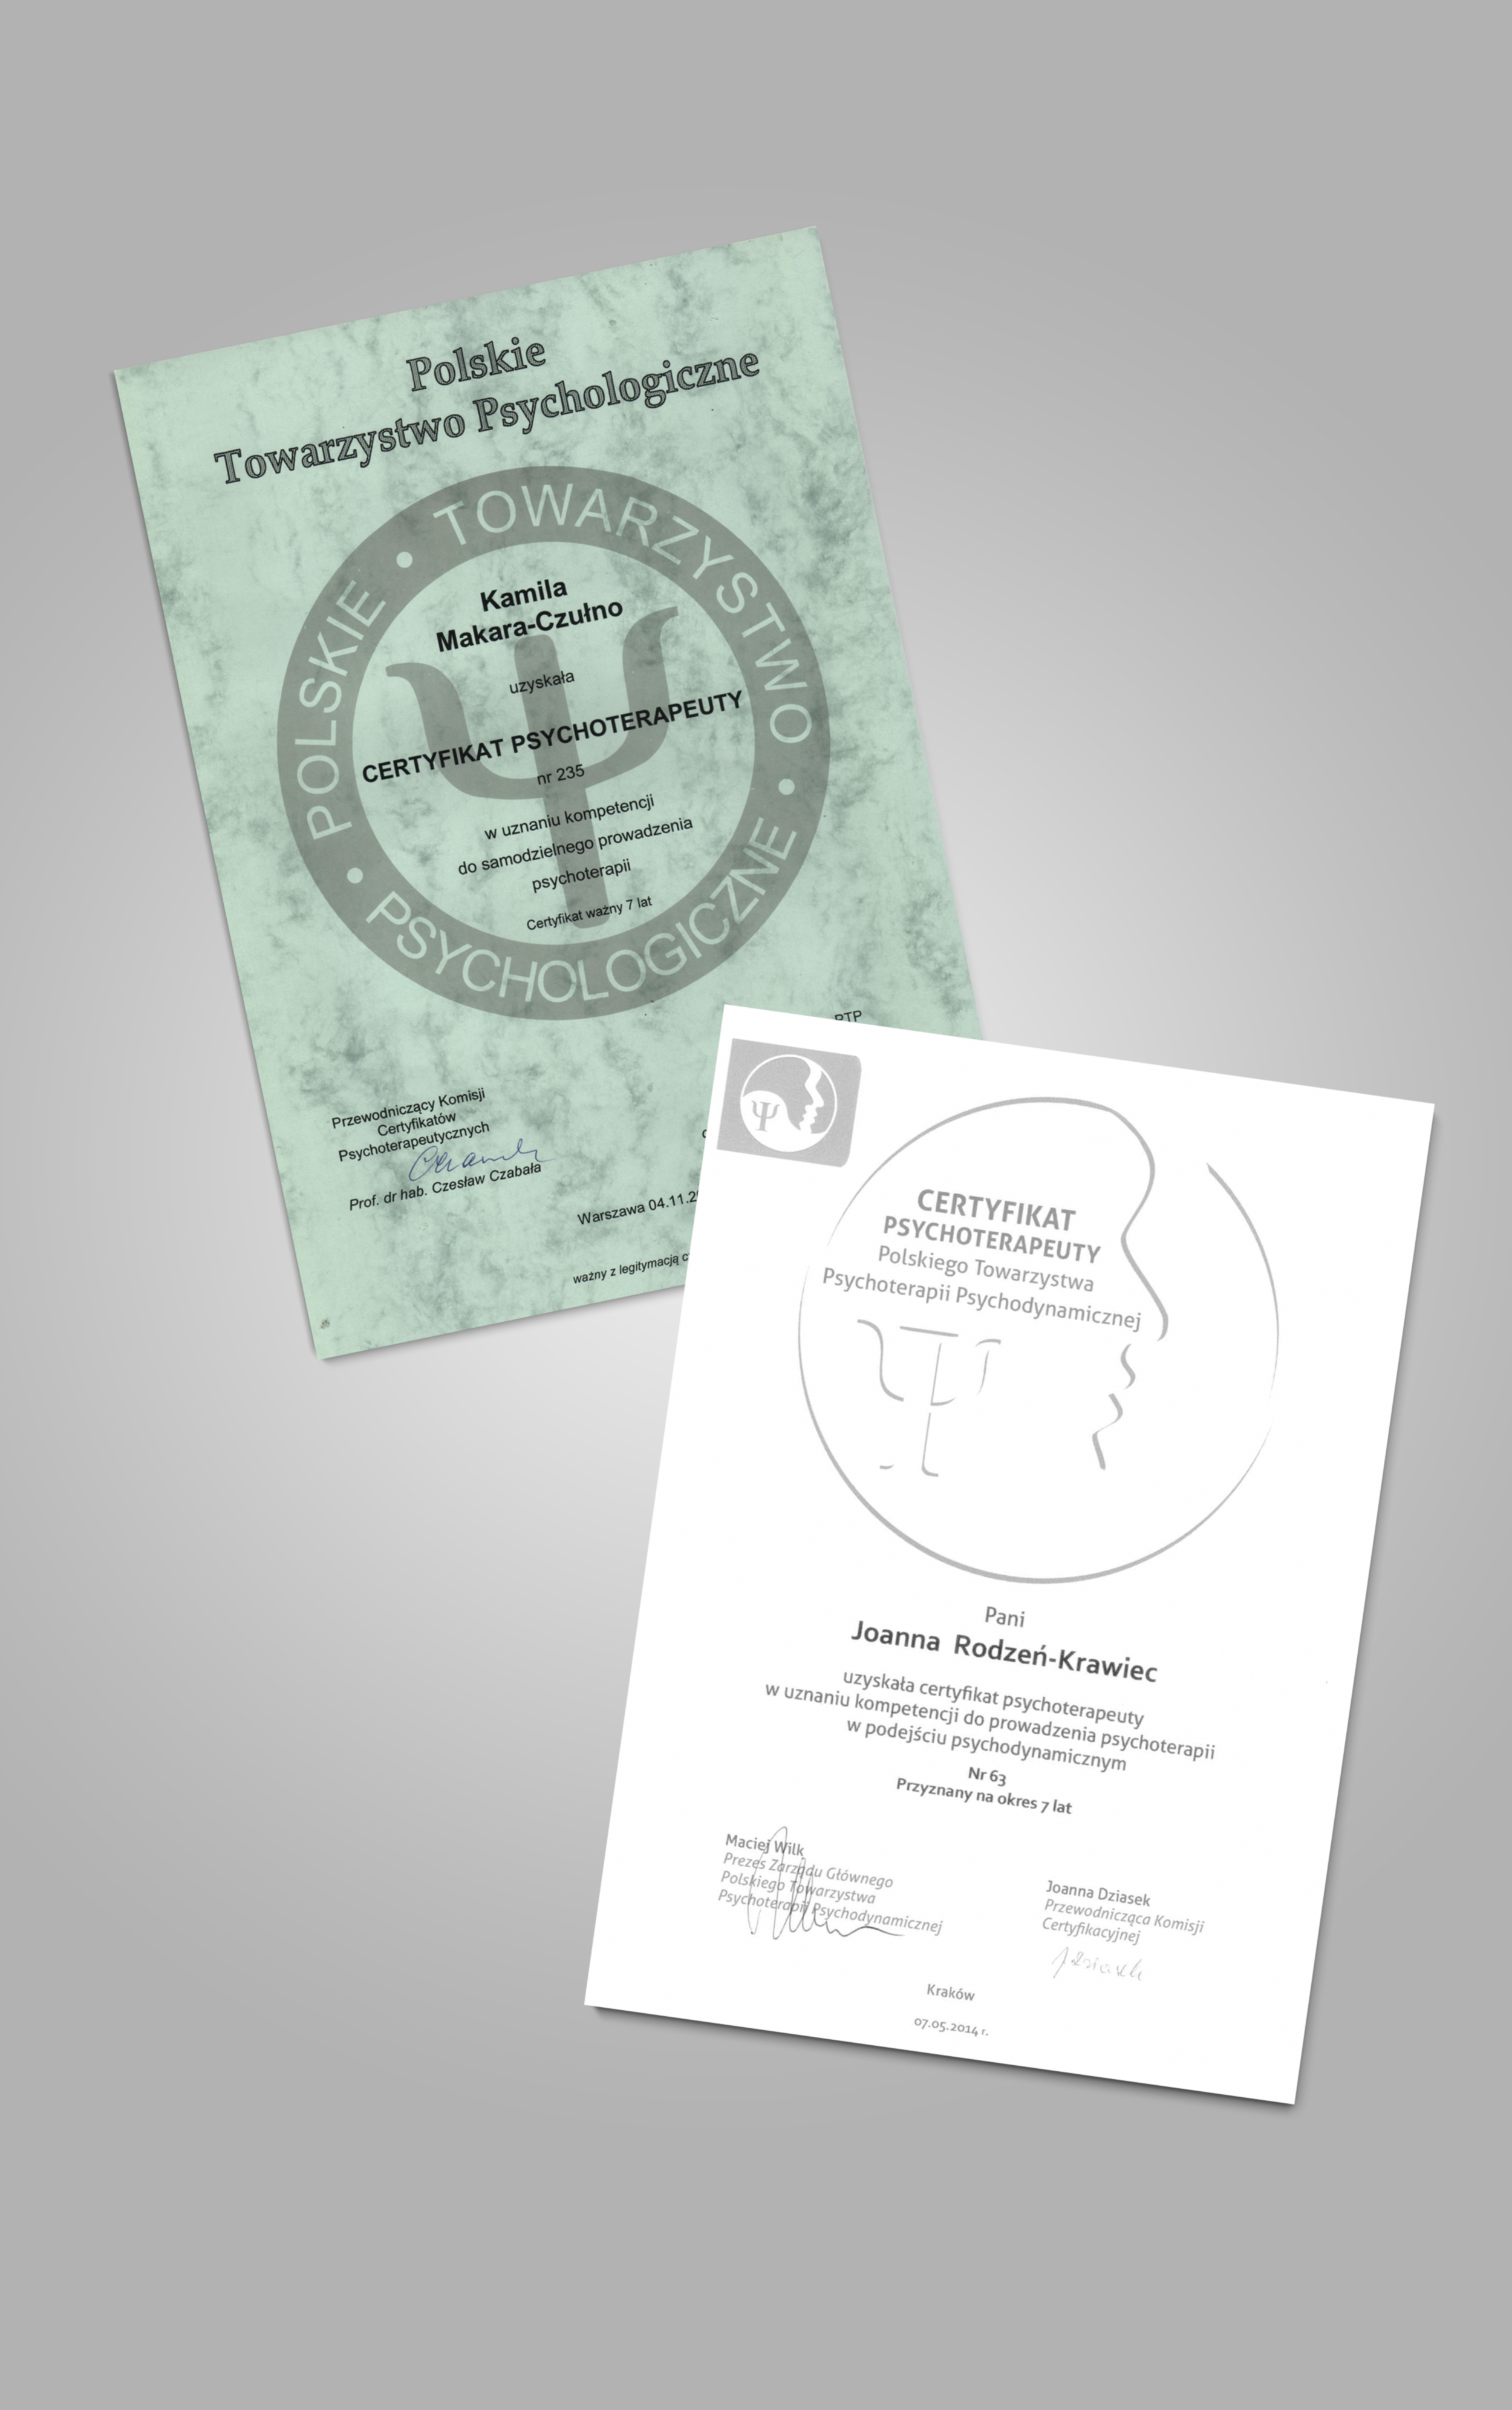 Polskie
Towarzystwo Psychologiczne
POLSKIE • TOWARZYSTWO • PSYCHOLOGICZNE •
Kamila
Makara-Czułno
uzyskała
CERTYFIKAT PSYCHOTERAPEUTY
nr 235
w uznaniu kompetencji
do samodzielnego prowadzenia
psychoterapii
Certyfikat ważny 7 lat
PTP
Przewodniczący Komisji
Certyfikatów
Psychoterapeutycznych
Prof. dr hab. Czesław Czabała
Warszawa 04.11.
ważny z legitymacją
Ψ
CERTYFIKAT
PSYCHOTERAPEUTY
Polskiego Towarzystwa
Psychoterapii Psychodynamicznej
Pani
Joanna Rodzeń-Krawiec
uzyskała certyfikat psychoterapeuty
w uznaniu kompetencji do prowadzenia psychoterapii
w podejściu psychodynamicznym
Nr 63
Przyznany na okres 7 lat
Maciej Wilk
Prezes Zarządu Głównego
Polskiego Towarzystwa
Psychoterapii Psychodynamicznej
Joanna Dziasek
Przewodnicząca Komisji
Certyfikacyjnej
Kraków
07.05.2014 r.